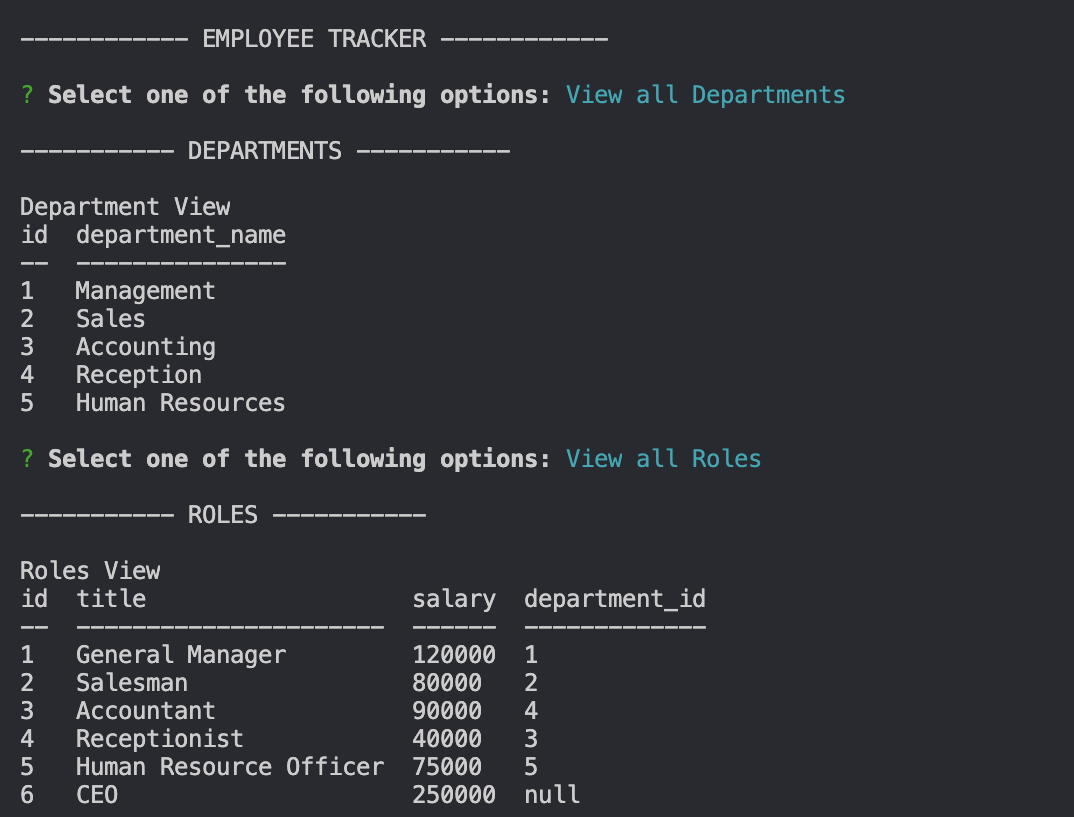 ------------ EMPLOYEE TRACKER ------------
? Select one of the following options: View all Departments
----------- DEPARTMENTS -----------
Department View
id  department_name
--  ---------------
1   Management
2   Sales
3   Accounting
4   Reception
5   Human Resources
? Select one of the following options: View all Roles
----------- ROLES -----------
Roles View
id  title                   salary  department_id
--  ----------------------  ------  -------------
1   General Manager         120000  1
2   Salesman                80000   2
3   Accountant              90000   4
4   Receptionist            40000   3
5   Human Resource Officer  75000   5
6   CEO                     250000  null